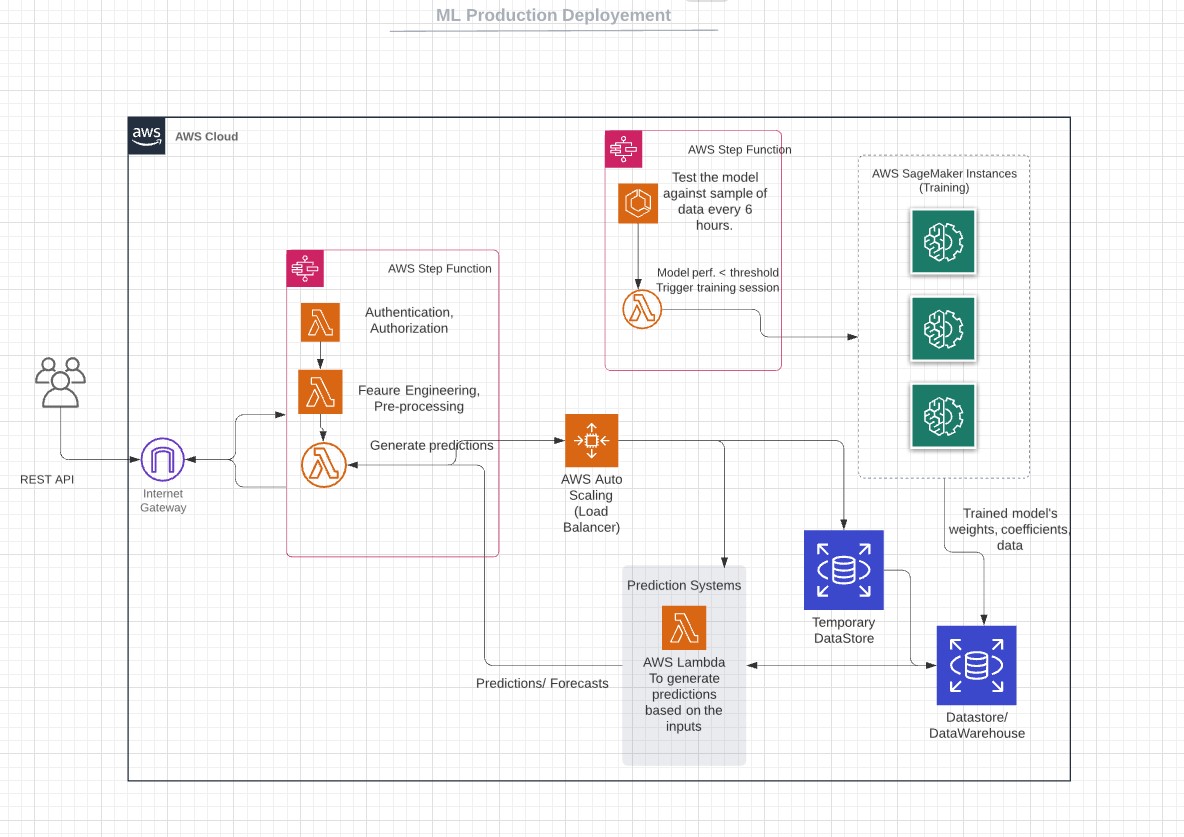 ML Production Deployement
aws
AWS Cloud
AWS Step Function
Test the model
against sample of
data every 6
hours.
Model perf. < threshold
Trigger training session
AWS SageMaker Instances
(Training)
AWS Step Function
Authentication,
Authorization
Feaure Engineering,
Pre-processing
Generate predictions
REST API
Internet
Gateway
AWS Auto
Scaling
(Load
Balancer)
Trained model's
weights, coefficients,
data
Prediction Systems
AWS Lambda
To generate
predictions
based on the
inputs
Temporary
DataStore
Predictions/ Forecasts
Datastore/
DataWarehouse